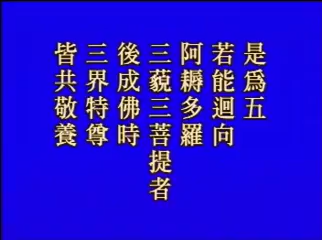 是為五
若能迴向
阿耨多羅
三藐三菩提者
後成佛時
三界特尊
皆共敬養